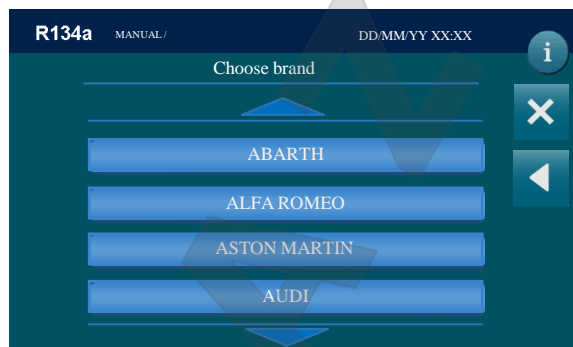 R134a MANUAL/ DD/MM/YY XX:XX
i
Choose brand
ABARTH
ALFA ROMEO
ASTON MARTIN
AUDI